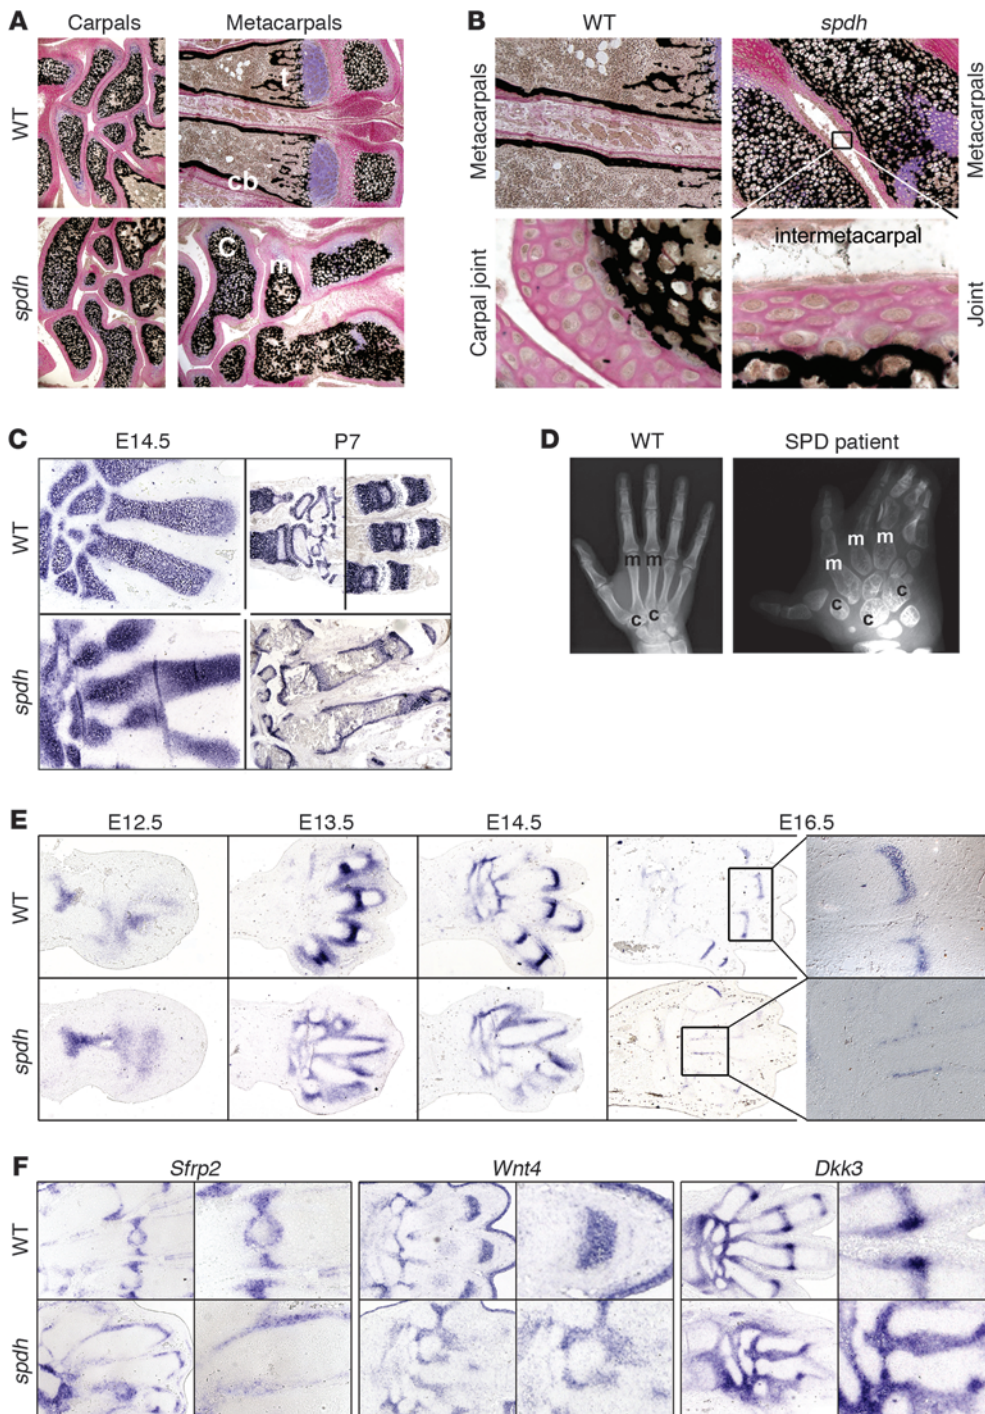 A
Carpals Metacarpals
WT
t
cb
spdh
c
m
B
WT spdh
Metacarpals
Metacarpals
Carpal joint
intermetacarpal
Joint
C
E14.5 P7
WT
spdh
D
WT SPD patient
m m
c c
m m m
c c
c
E
E12.5 E13.5 E14.5 E16.5
WT
spdh
F
Sfrp2 Wnt4 Dkk3
WT
spdh